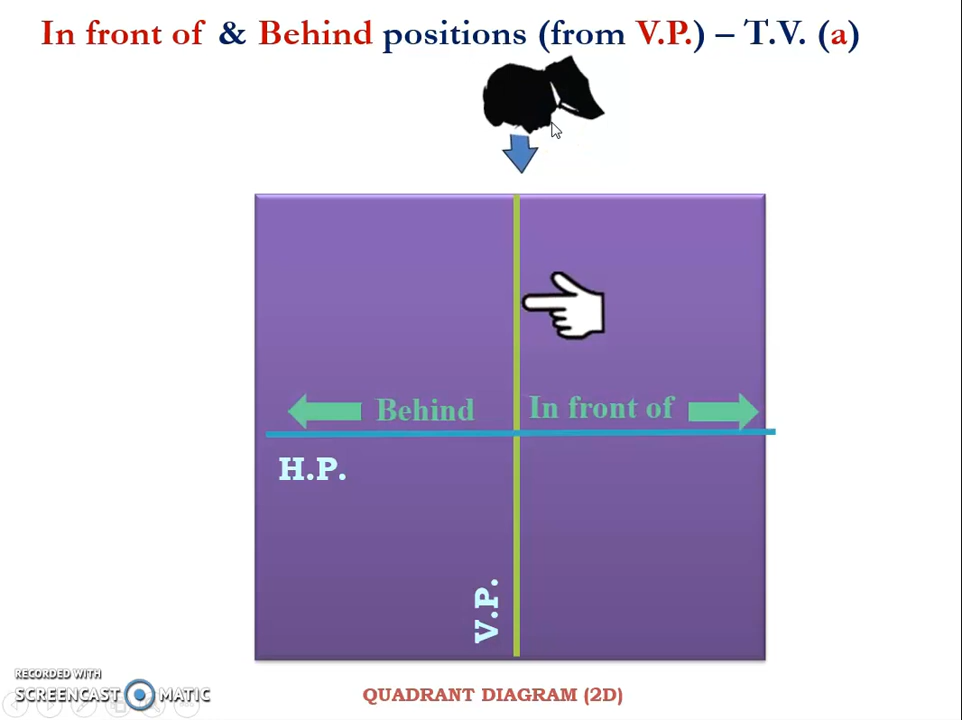 In front of & Behind positions (from V.P.) – T.V. (a)
Behind
In front of
H.P.
V.P.
QUADRANT DIAGRAM (2D)
RECORDED WITH
SCREENCAST MATIC